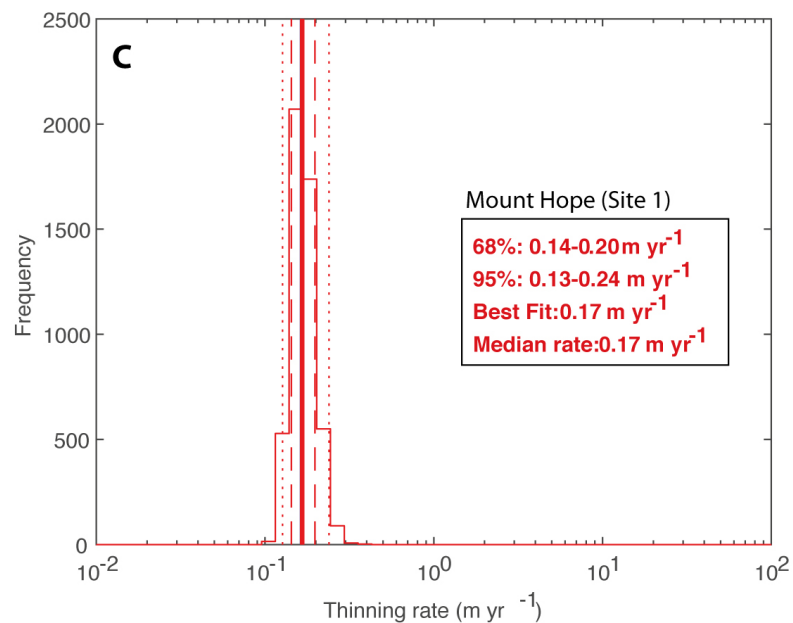 C
2500
2000
1500
1000
500
0
Frequency
Mount Hope (Site 1)
68%: 0.14-0.20 m yr-1
95%: 0.13-0.24 m yr-1
Best Fit:0.17 m yr-1
Median rate:0.17 m yr-1
10-2 10-1 100 101 102
Thinning rate (m yr -1)